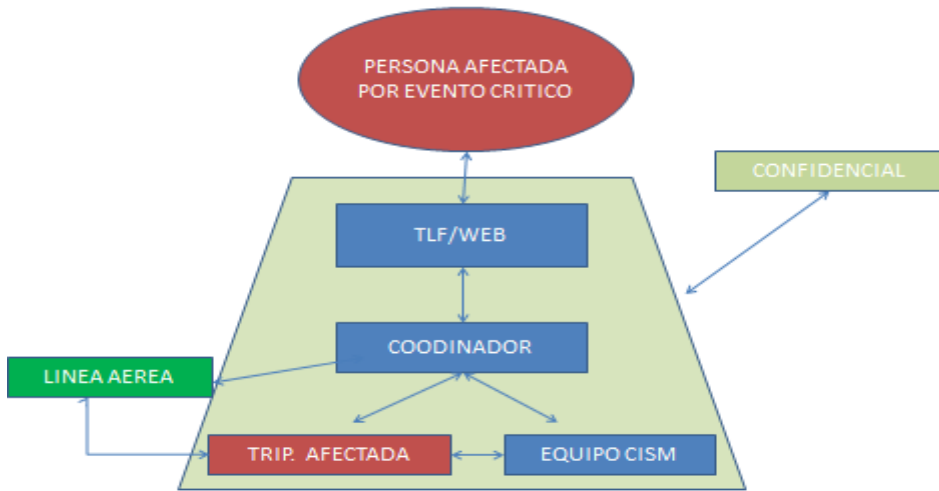 PERSONA AFECTADA
POR EVENTO CRITICO
CONFIDENCIAL
TLF/WEB
COODINADOR
LINEA AEREA
TRIP. AFECTADA
EQUIPO CISM